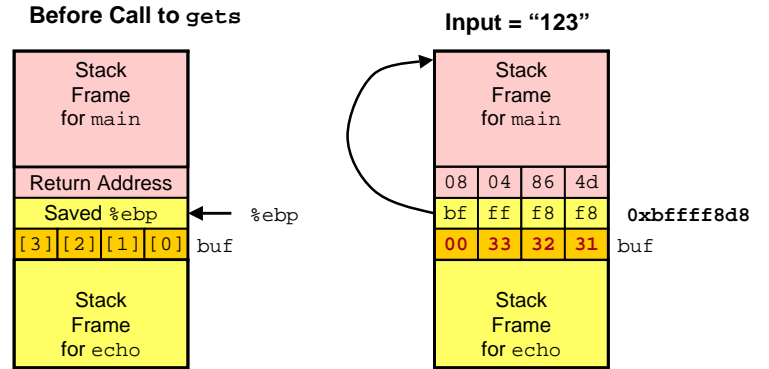 Before Call to gets
Stack
Frame
for main
Return Address
Saved %ebp
%ebp
[3] [2] [1] [0] buf
Stack
Frame
for echo
Input = “123”
Stack
Frame
for main
08 04 86 4d
bf ff f8 f8 0xbffff8d8
00 33 32 31 buf
Stack
Frame
for echo